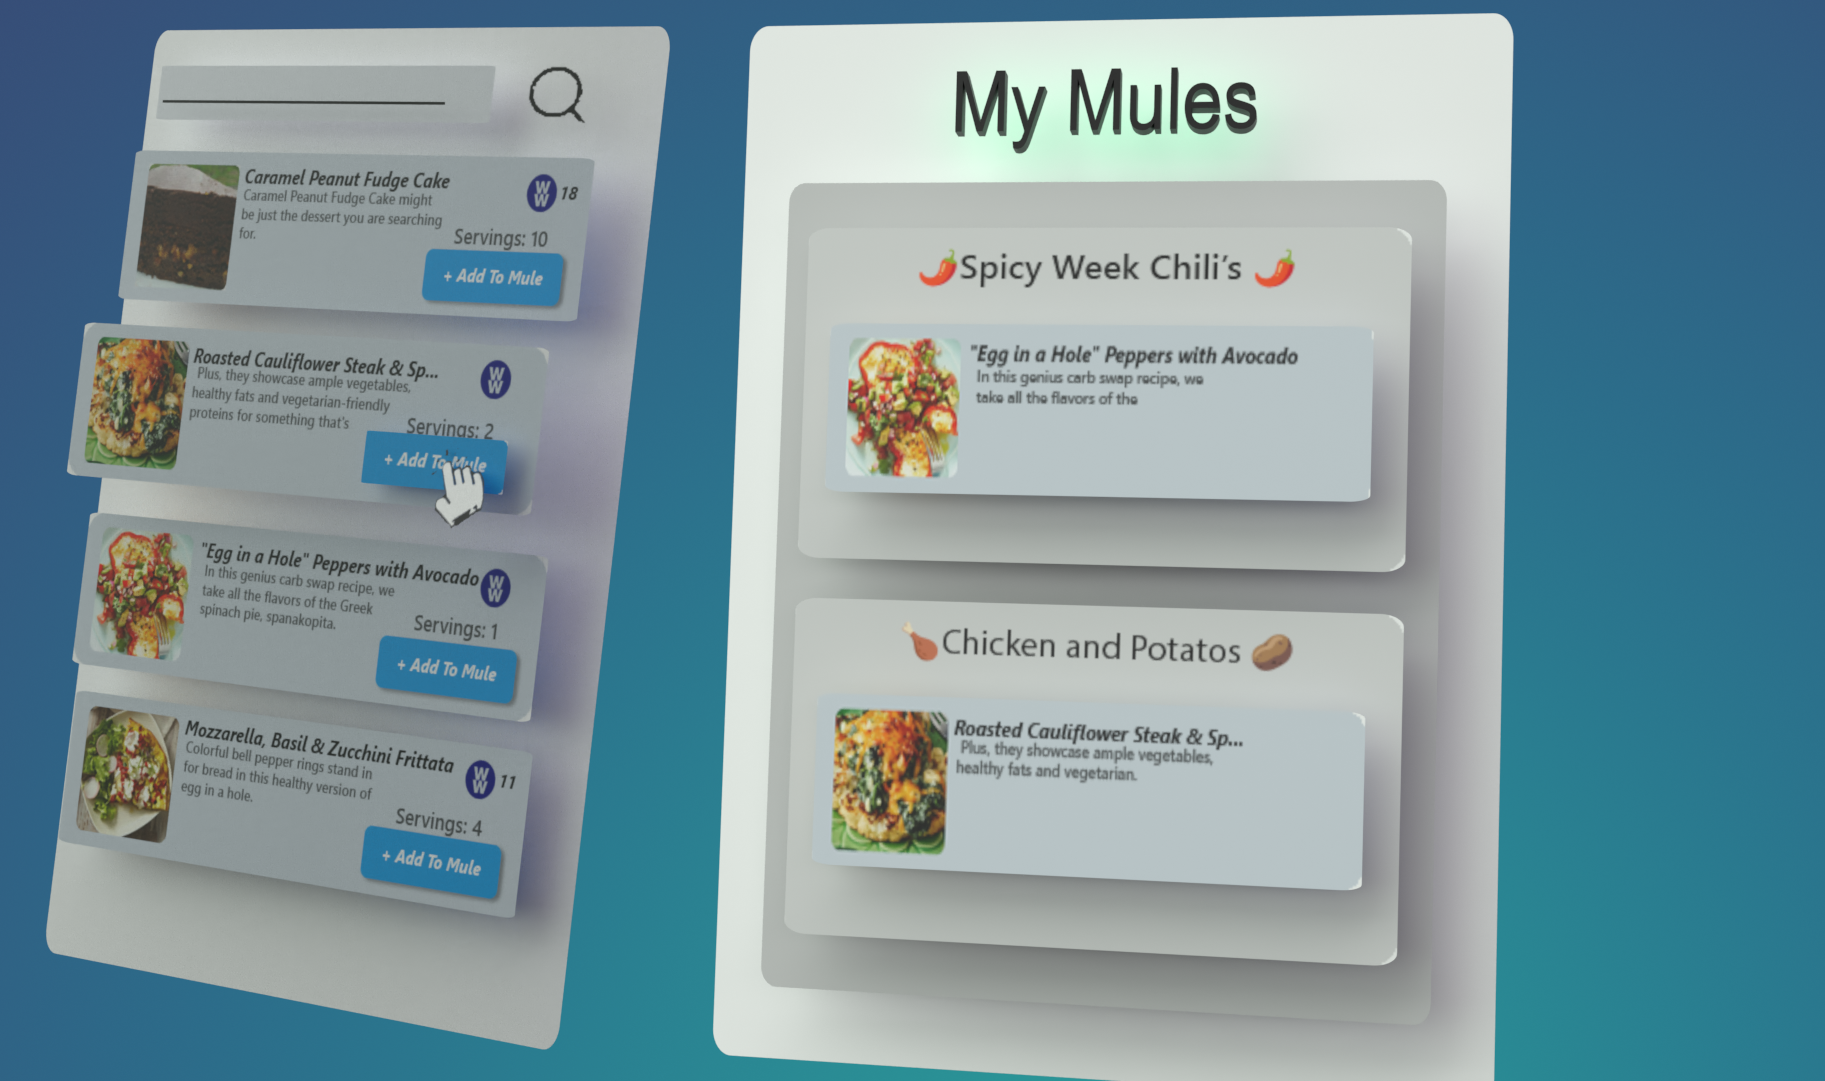 Caramel Peanut Fudge Cake
Caramel Peanut Fudge Cake might
be just the dessert you are searching
for.
W
W
18
Servings: 10
+ Add To Mule
Roasted Cauliflower Steak & Sp...
Plus, they showcase ample vegetables,
healthy fats and vegetarian-friendly
proteins for something that's
W
W
Servings: 2
+ Add To Mule
"Egg in a Hole" Peppers with Avocado
In this genius carb swap recipe, we
take all the flavors of the Greek
spinach pie, spanakopita.
W
W
Servings: 1
+ Add To Mule
Mozzarella, Basil & Zucchini Frittata
Colorful bell pepper rings stand in
for bread in this healthy version of
egg in a hole.
W
W
11
Servings: 4
+ Add To Mule
My Mules
Spicy Week Chili's
"Egg in a Hole" Peppers with Avocado
In this genius carb swap recipe, we
take all the flavors of the
Chicken and Potatos
Roasted Cauliflower Steak & Sp...
Plus, they showcase ample vegetables,
healthy fats and vegetarian.